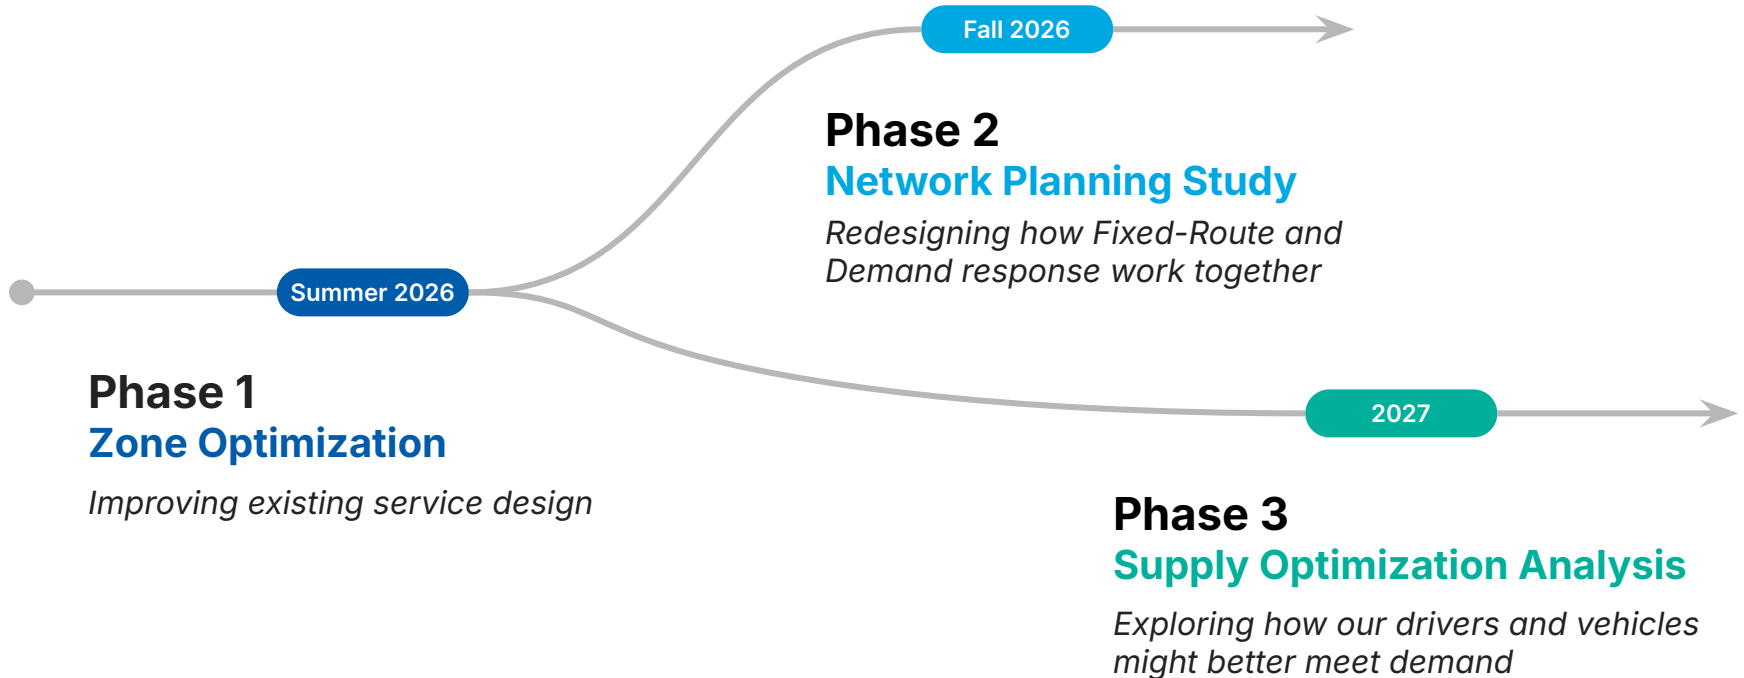 Fall 2026
Phase 2
Network Planning Study
Redesigning how Fixed-Route and
Demand response work together
Summer 2026
Phase 1
Zone Optimization
Improving existing service design
2027
Phase 3
Supply Optimization Analysis
Exploring how our drivers and vehicles
might better meet demand